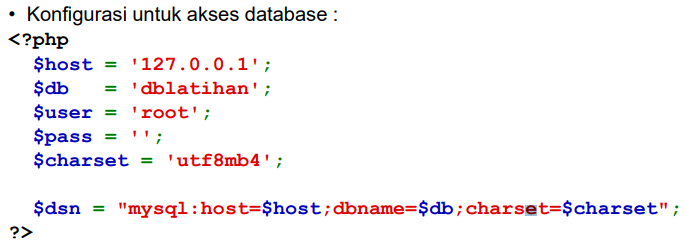 • Konfigurasi untuk akses database :
<?php
  $host = '127.0.0.1';
  $db   = 'dblatihan';
  $user = 'root';
  $pass = '';
  $charset = 'utf8mb4';

  $dsn = "mysql:host=$host;dbname=$db;charset=$charset";
?>